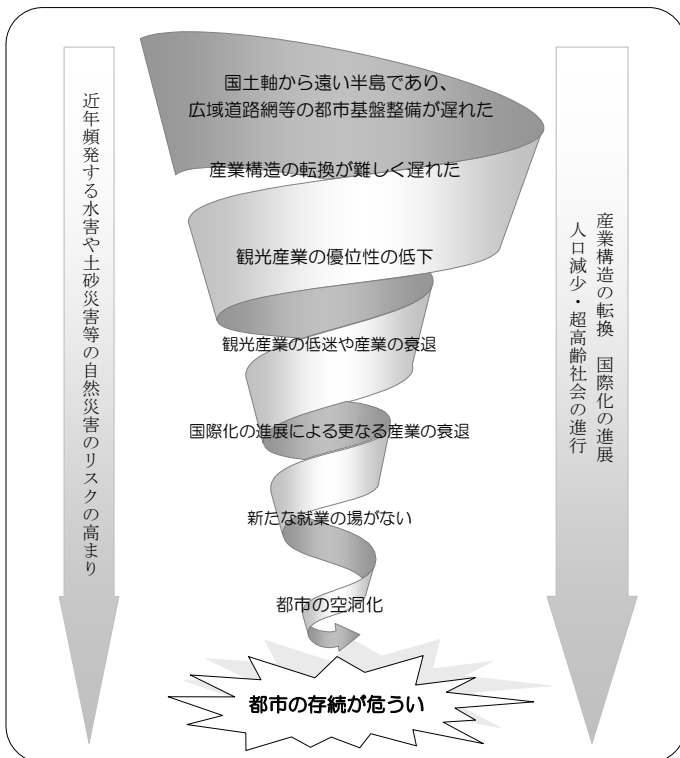 国土軸から遠い半島であり、
広域道路網等の都市基盤整備が遅れた
産業構造の転換が難しく遅れた
観光産業の優位性の低下
観光産業の低迷や産業の衰退
国際化の進展による更なる産業の衰退
新たな就業の場がない
都市の空洞化
都市の存続が危うい
近年頻発する水害や土砂災害等の自然災害のリスクの高まり
産業構造の転換　国際化の進展
人口減少・超高齢社会の進行